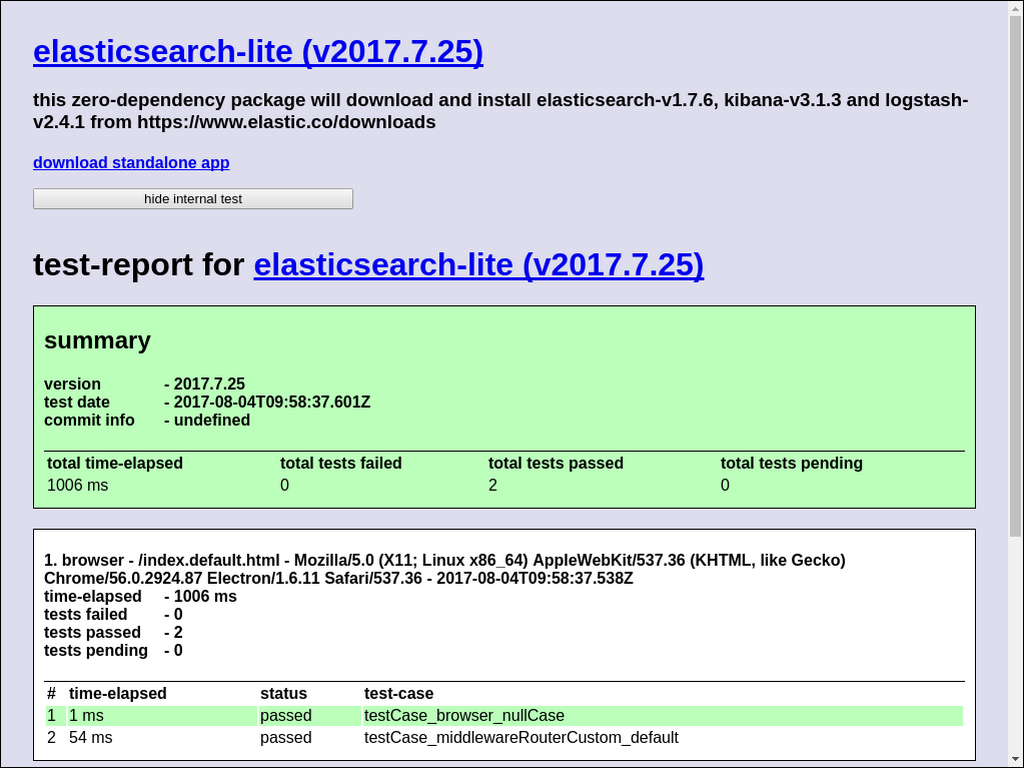 elasticsearch-lite (v2017.7.25)
this zero-dependency package will download and install elasticsearch-v1.7.6, kibana-v3.1.3 and logstash-
v2.4.1 from https://www.elastic.co/downloads
download standalone app
hide internal test
test-report for elasticsearch-lite (v2017.7.25)
summary
version - 2017.7.25
test date - 2017-08-04T09:58:37.601Z
commit info - undefined
total time-elapsed total tests failed total tests passed total tests pending
1006 ms 0 2 0
1. browser - /index.default.html - Mozilla/5.0 (X11; Linux x86_64) AppleWebKit/537.36 (KHTML, like Gecko)
Chrome/56.0.2924.87 Electron/1.6.11 Safari/537.36 - 2017-08-04T09:58:37.538Z
time-elapsed - 1006 ms
tests failed - 0
tests passed - 2
tests pending - 0
# time-elapsed status test-case
1 1 ms passed testCase_browser_nullCase
2 54 ms passed testCase_middlewareRouterCustom_default